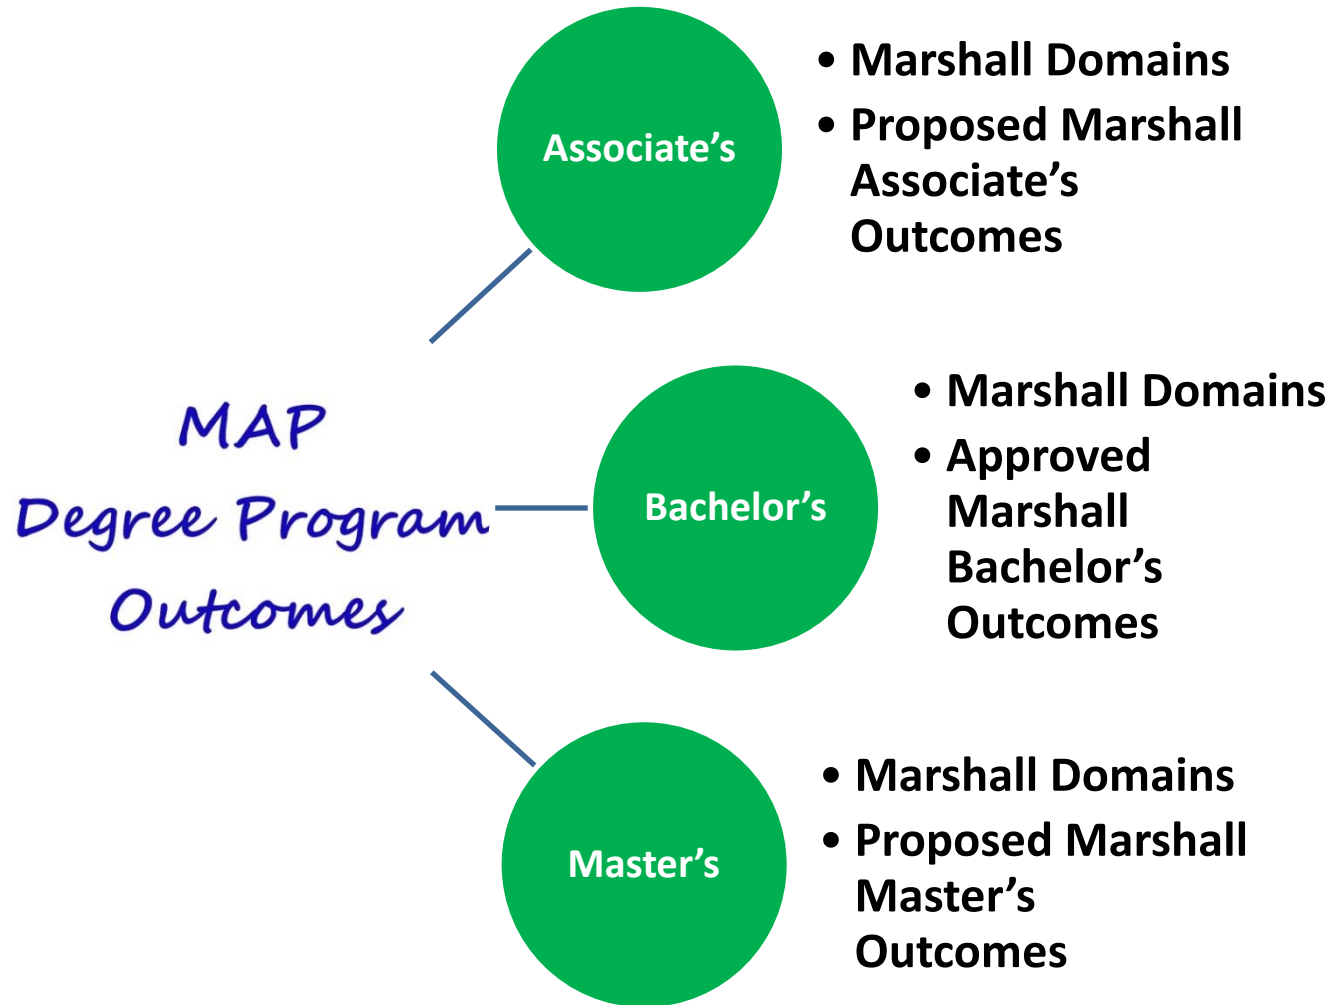 MAP
Degree Program
Outcomes
Associate’s
• Marshall Domains
• Proposed Marshall
Associate’s
Outcomes
Bachelor’s
• Marshall Domains
• Approved
Marshall
Bachelor’s
Outcomes
Master’s
• Marshall Domains
• Proposed Marshall
Master’s
Outcomes